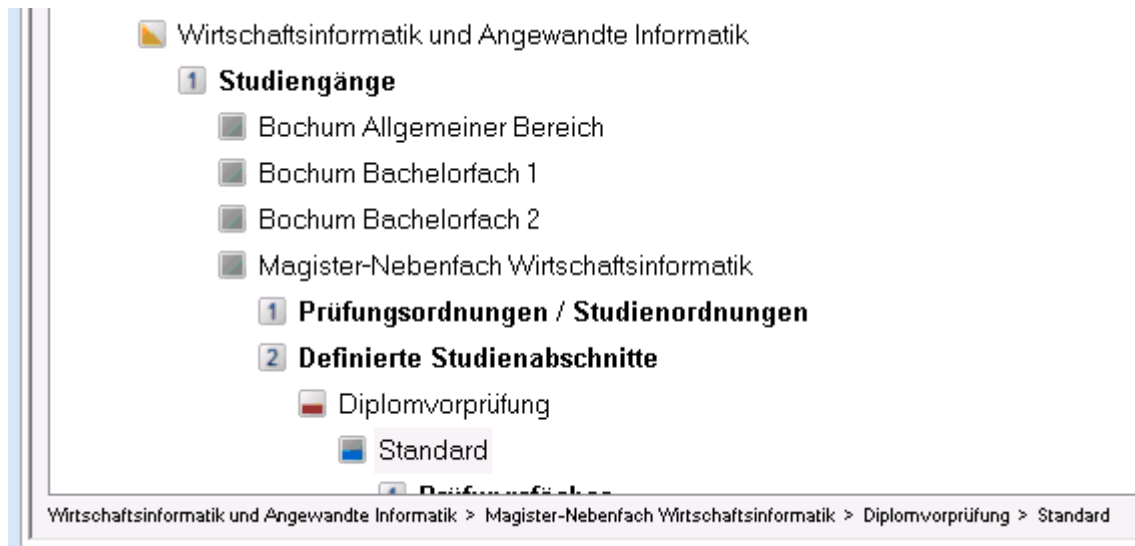 Wirtschaftsinformatik und Angewandte Informatik
1 Studiengänge
Bochum Allgemeiner Bereich
Bochum Bachelorfach 1
Bochum Bachelorfach 2
Magister-Nebenfach Wirtschaftsinformatik
1 Prüfungsordnungen / Studienordnungen
2 Definierte Studienabschnitte
Diplomvorprüfung
Standard
Wirtschaftsinformatik und Angewandte Informatik > Magister-Nebenfach Wirtschaftsinformatik > Diplomvorprüfung > Standard